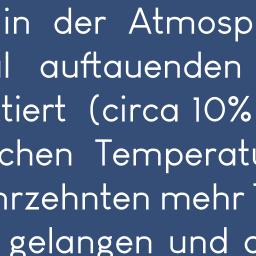 in der Atmosp
l auftauenden
tiert (circa 10%
chen Temperatu
hrzehnten mehr
gelangen und